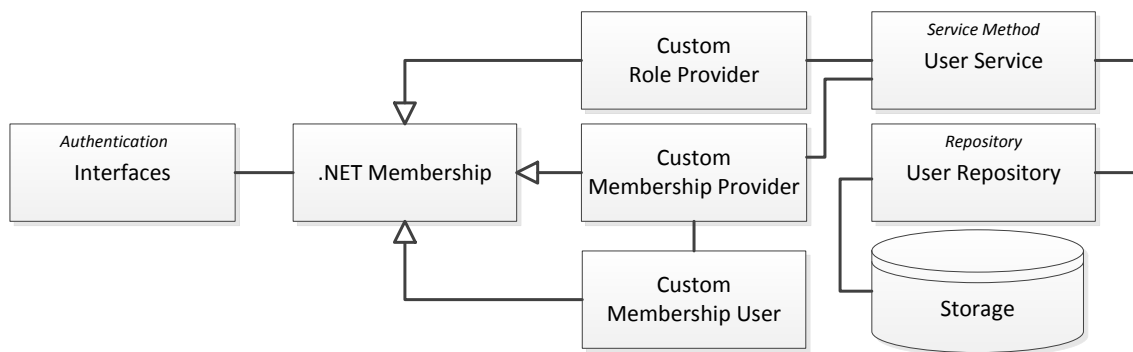 Custom
Role Provider
Service Method
User Service
Authentication
Interfaces
.NET Membership
Custom
Membership Provider
Repository
User Repository
Custom
Membership User
Storage